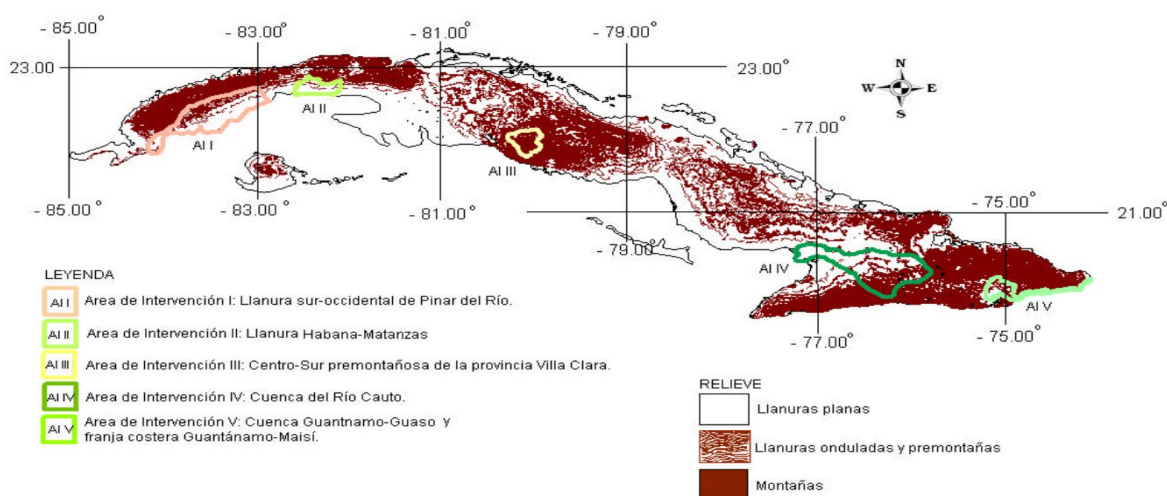 - 85.00°
- 83.00°
- 81.00°
- 79.00°
23.00
23.00
N
W
E
S
AI II
AI I
AI III
- 77.00°
- 85.00°
- 83.00°
- 81.00°
- 79.00°
- 75.00°
21.00
AI IV
AI V
- 77.00°
- 75.00°
LEYENDA
AI I Area de Intervención I: Llanura sur-occidental de Pinar del Río.
AI II Area de Intervención II: Llanura Habana-Matanzas
AI III Area de Intervención III: Centro-Sur premontañosa de la provincia Villa Clara.
AI IV Area de Intervención IV: Cuenca del Río Cauto.
AI V Area de Intervención V: Cuenca Guantnamo-Guaso y
franja costera Guantánamo-Maisí.
RELIEVE
Llanuras planas
Llanuras onduladas y premontañas
Montañas